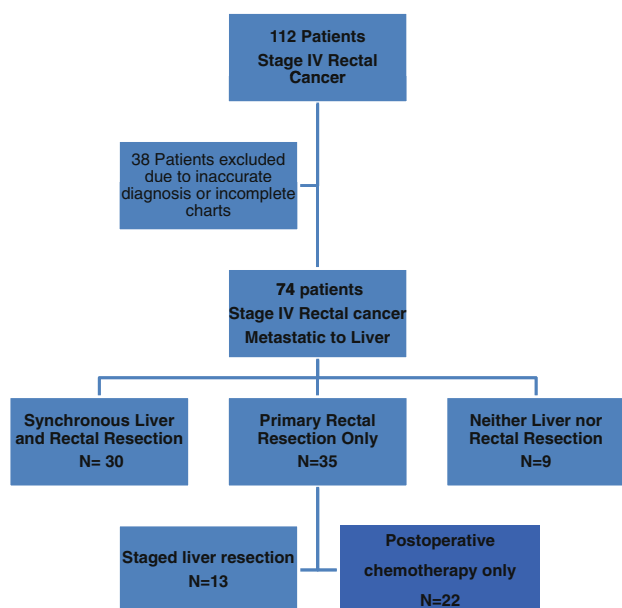 112 Patients
Stage IV Rectal
Cancer
38 Patients excluded
due to inaccurate
diagnosis or incomplete
charts
74 patients
Stage IV Rectal cancer
Metastatic to Liver
Synchronous Liver
and Rectal Resection
N= 30
Primary Rectal
Resection Only
N=35
Neither Liver nor
Rectal Resection
N=9
Staged liver resection
N=13
Postoperative
chemotherapy only
N=22